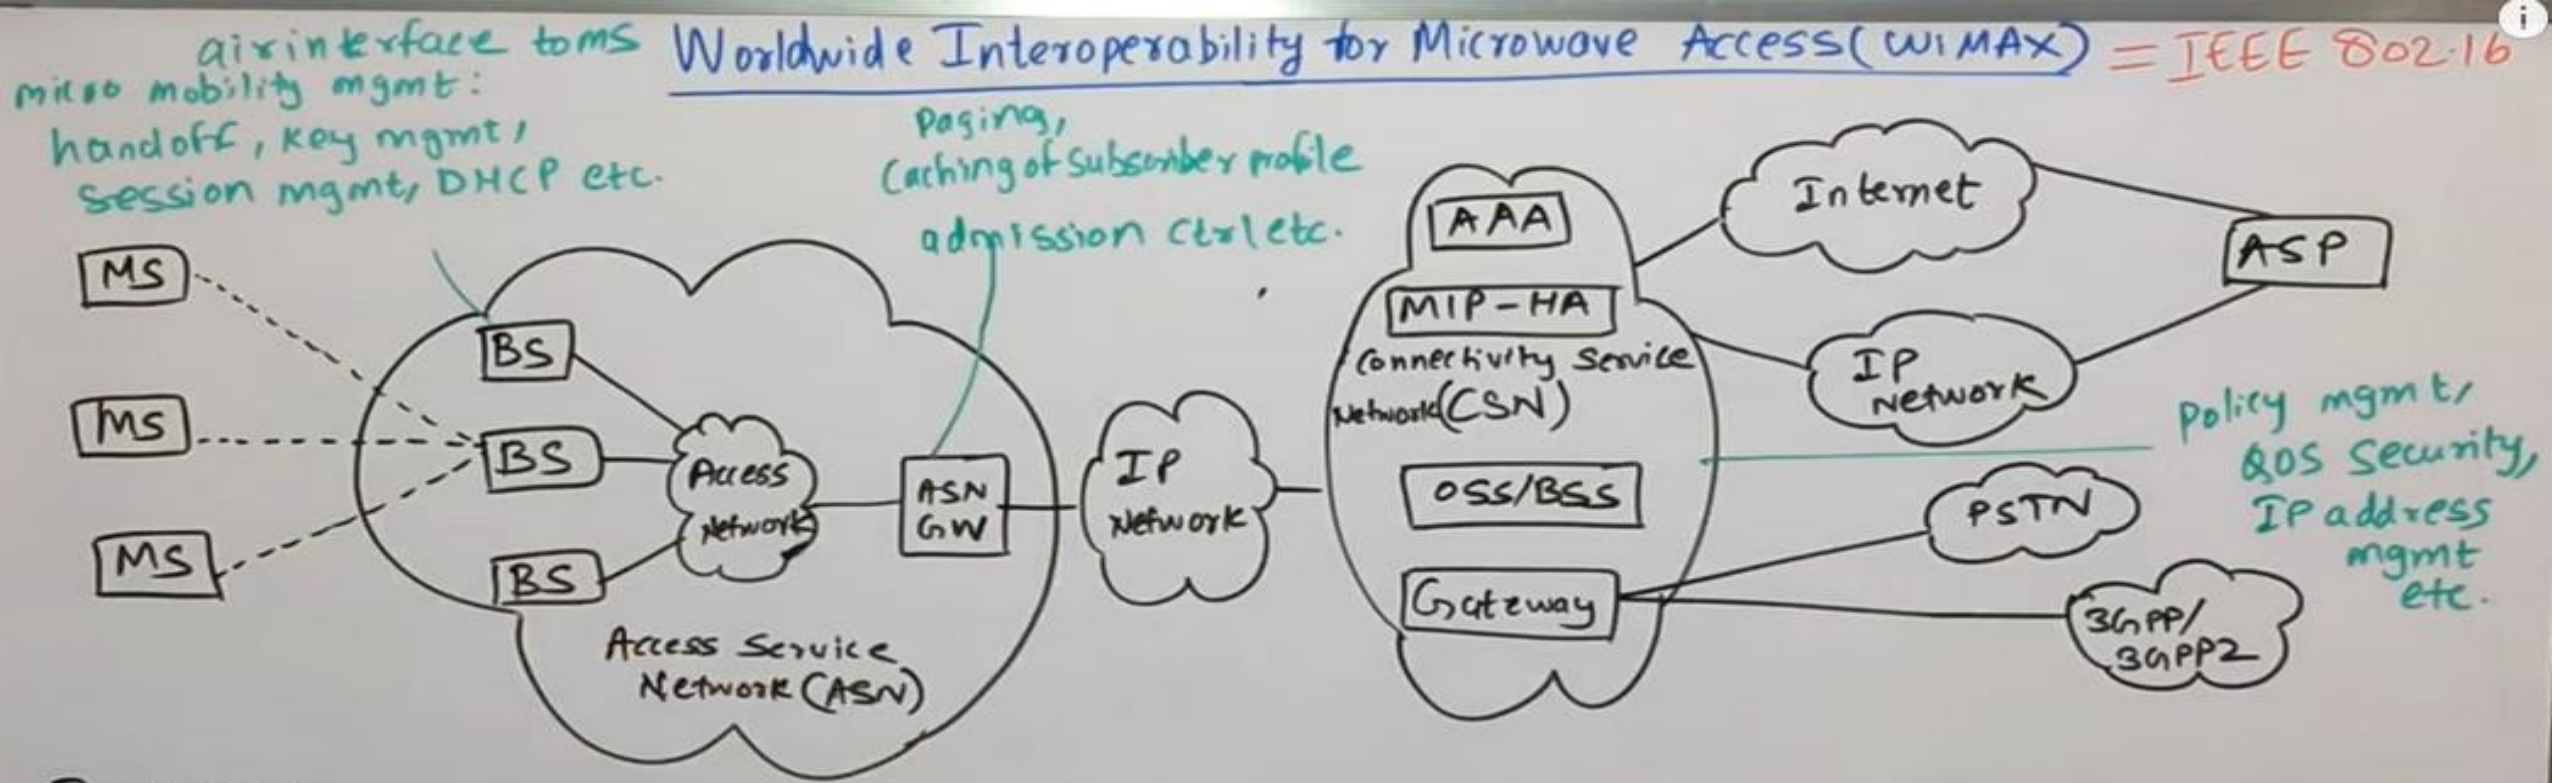 Worldwide Interoperability for Microwave Access (WiMAX) = IEEE 802.16
airinterface to ms
micro mobility mgmt:
handoff, key mgmt,
session mgmt, DHCP etc.
Paging,
Caching of subscriber profile
admission ctrl etc.
MS
MS
MS
BS
BS
BS
Access
Network
ASN
GW
Access Service
Network (ASN)
IP
Network
AAA
MIP-HA
Connectivity Service
Network (CSN)
OSS/BSS
Gateway
Internet
IP
Network
ASP
PSTN
3GPP/
3GPP2
Policy mgmt,
QOS Security,
IP address
mgmt
etc.
i